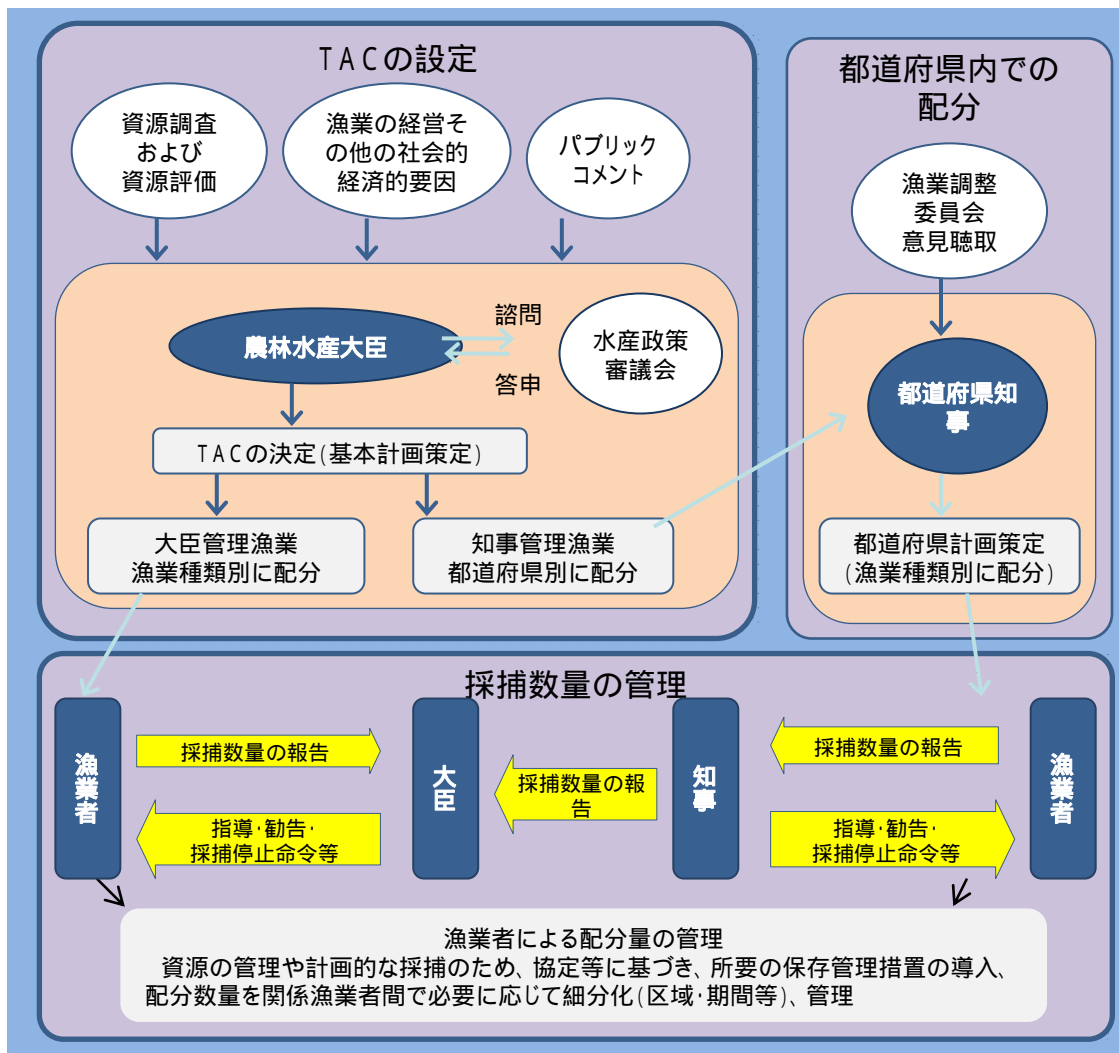 TACの設定
資源調査
および
資源評価
漁業の経営そ
の他の社会的
経済的要因
パブリック
コメント
農林水産大臣
諮問
答申
水産政策
審議会
TACの決定(基本計画策定)
大臣管理漁業
漁業種類別に配分
知事管理漁業
都道府県別に配分
都道府県内での
配分
漁業調整
委員会
意見聴取
都道府県知
事
都道府県計画策定
(漁業種類別に配分)
採捕数量の管理
漁業者
採捕数量の報告
指導・勧告・
採捕停止命令等
大臣
採捕数量の報
告
知事
採捕数量の報告
指導・勧告・
採捕停止命令等
漁業者
漁業者による配分量の管理
資源の管理や計画的な採捕のため、協定等に基づき、所要の保存管理措置の導入、
配分数量を関係漁業者間で必要に応じて細分化(区域・期間等)、管理